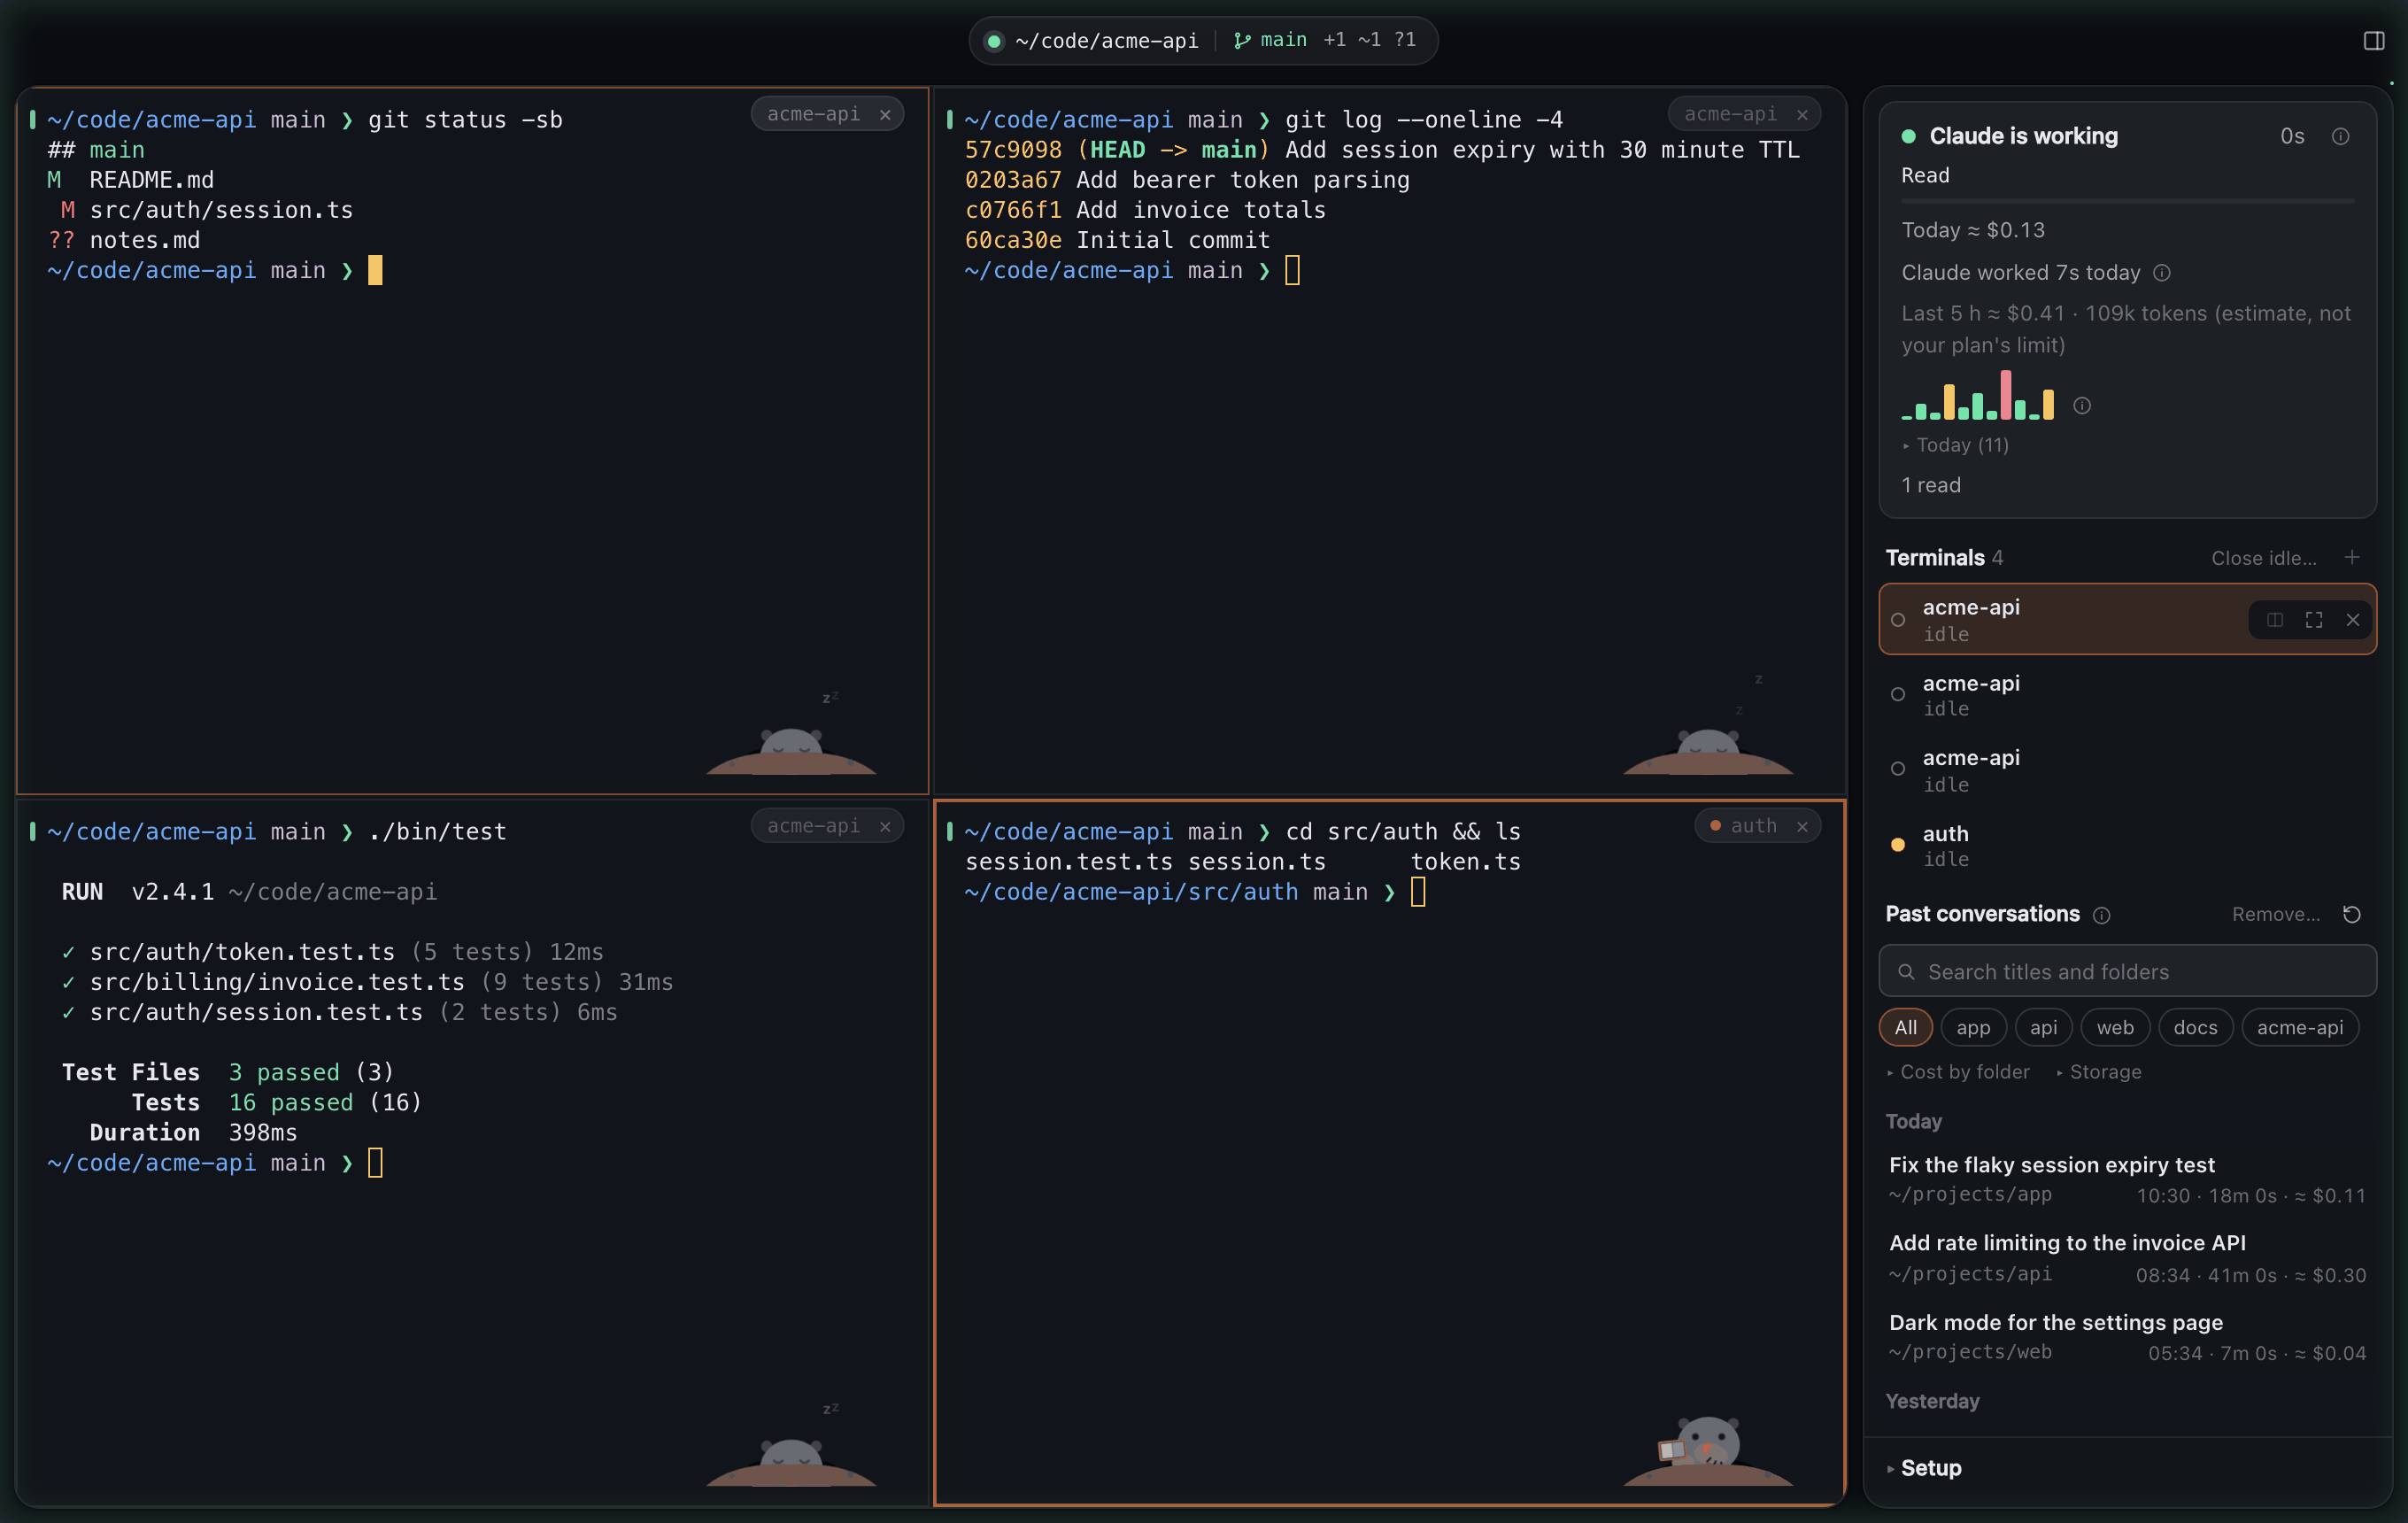 ~/code/acme-api main +1 ~1 ?1
~/code/acme-api main ❯ git status -sb
acme-api ×
## main
M  README.md
 M src/auth/session.ts
?? notes.md
~/code/acme-api main ❯
zz
~/code/acme-api main ❯ git log --oneline -4
acme-api ×
57c9098 (HEAD -> main) Add session expiry with 30 minute TTL
0203a67 Add bearer token parsing
c0766f1 Add invoice totals
60ca30e Initial commit
~/code/acme-api main ❯
z
z
~/code/acme-api main ❯ ./bin/test
acme-api ×
RUN  v2.4.1 ~/code/acme-api
✓ src/auth/token.test.ts (5 tests) 12ms
✓ src/billing/invoice.test.ts (9 tests) 31ms
✓ src/auth/session.test.ts (2 tests) 6ms
Test Files  3 passed (3)
Tests  16 passed (16)
Duration  398ms
~/code/acme-api main ❯
zz
~/code/acme-api main ❯ cd src/auth && ls
auth ×
session.test.ts session.ts      token.ts
~/code/acme-api/src/auth main ❯
Claude is working 0s
Read
Today ≈ $0.13
Claude worked 7s today
Last 5 h ≈ $0.41 · 109k tokens (estimate, not
your plan's limit)
▸ Today (11)
1 read
Terminals 4 Close idle... +
acme-api
idle
acme-api
idle
acme-api
idle
auth
idle
Past conversations Remove...
Search titles and folders
All app api web docs acme-api
▸ Cost by folder ▸ Storage
Today
Fix the flaky session expiry test
~/projects/app 10:30 · 18m 0s · ≈ $0.11
Add rate limiting to the invoice API
~/projects/api 08:34 · 41m 0s · ≈ $0.30
Dark mode for the settings page
~/projects/web 05:34 · 7m 0s · ≈ $0.04
Yesterday
▸ Setup